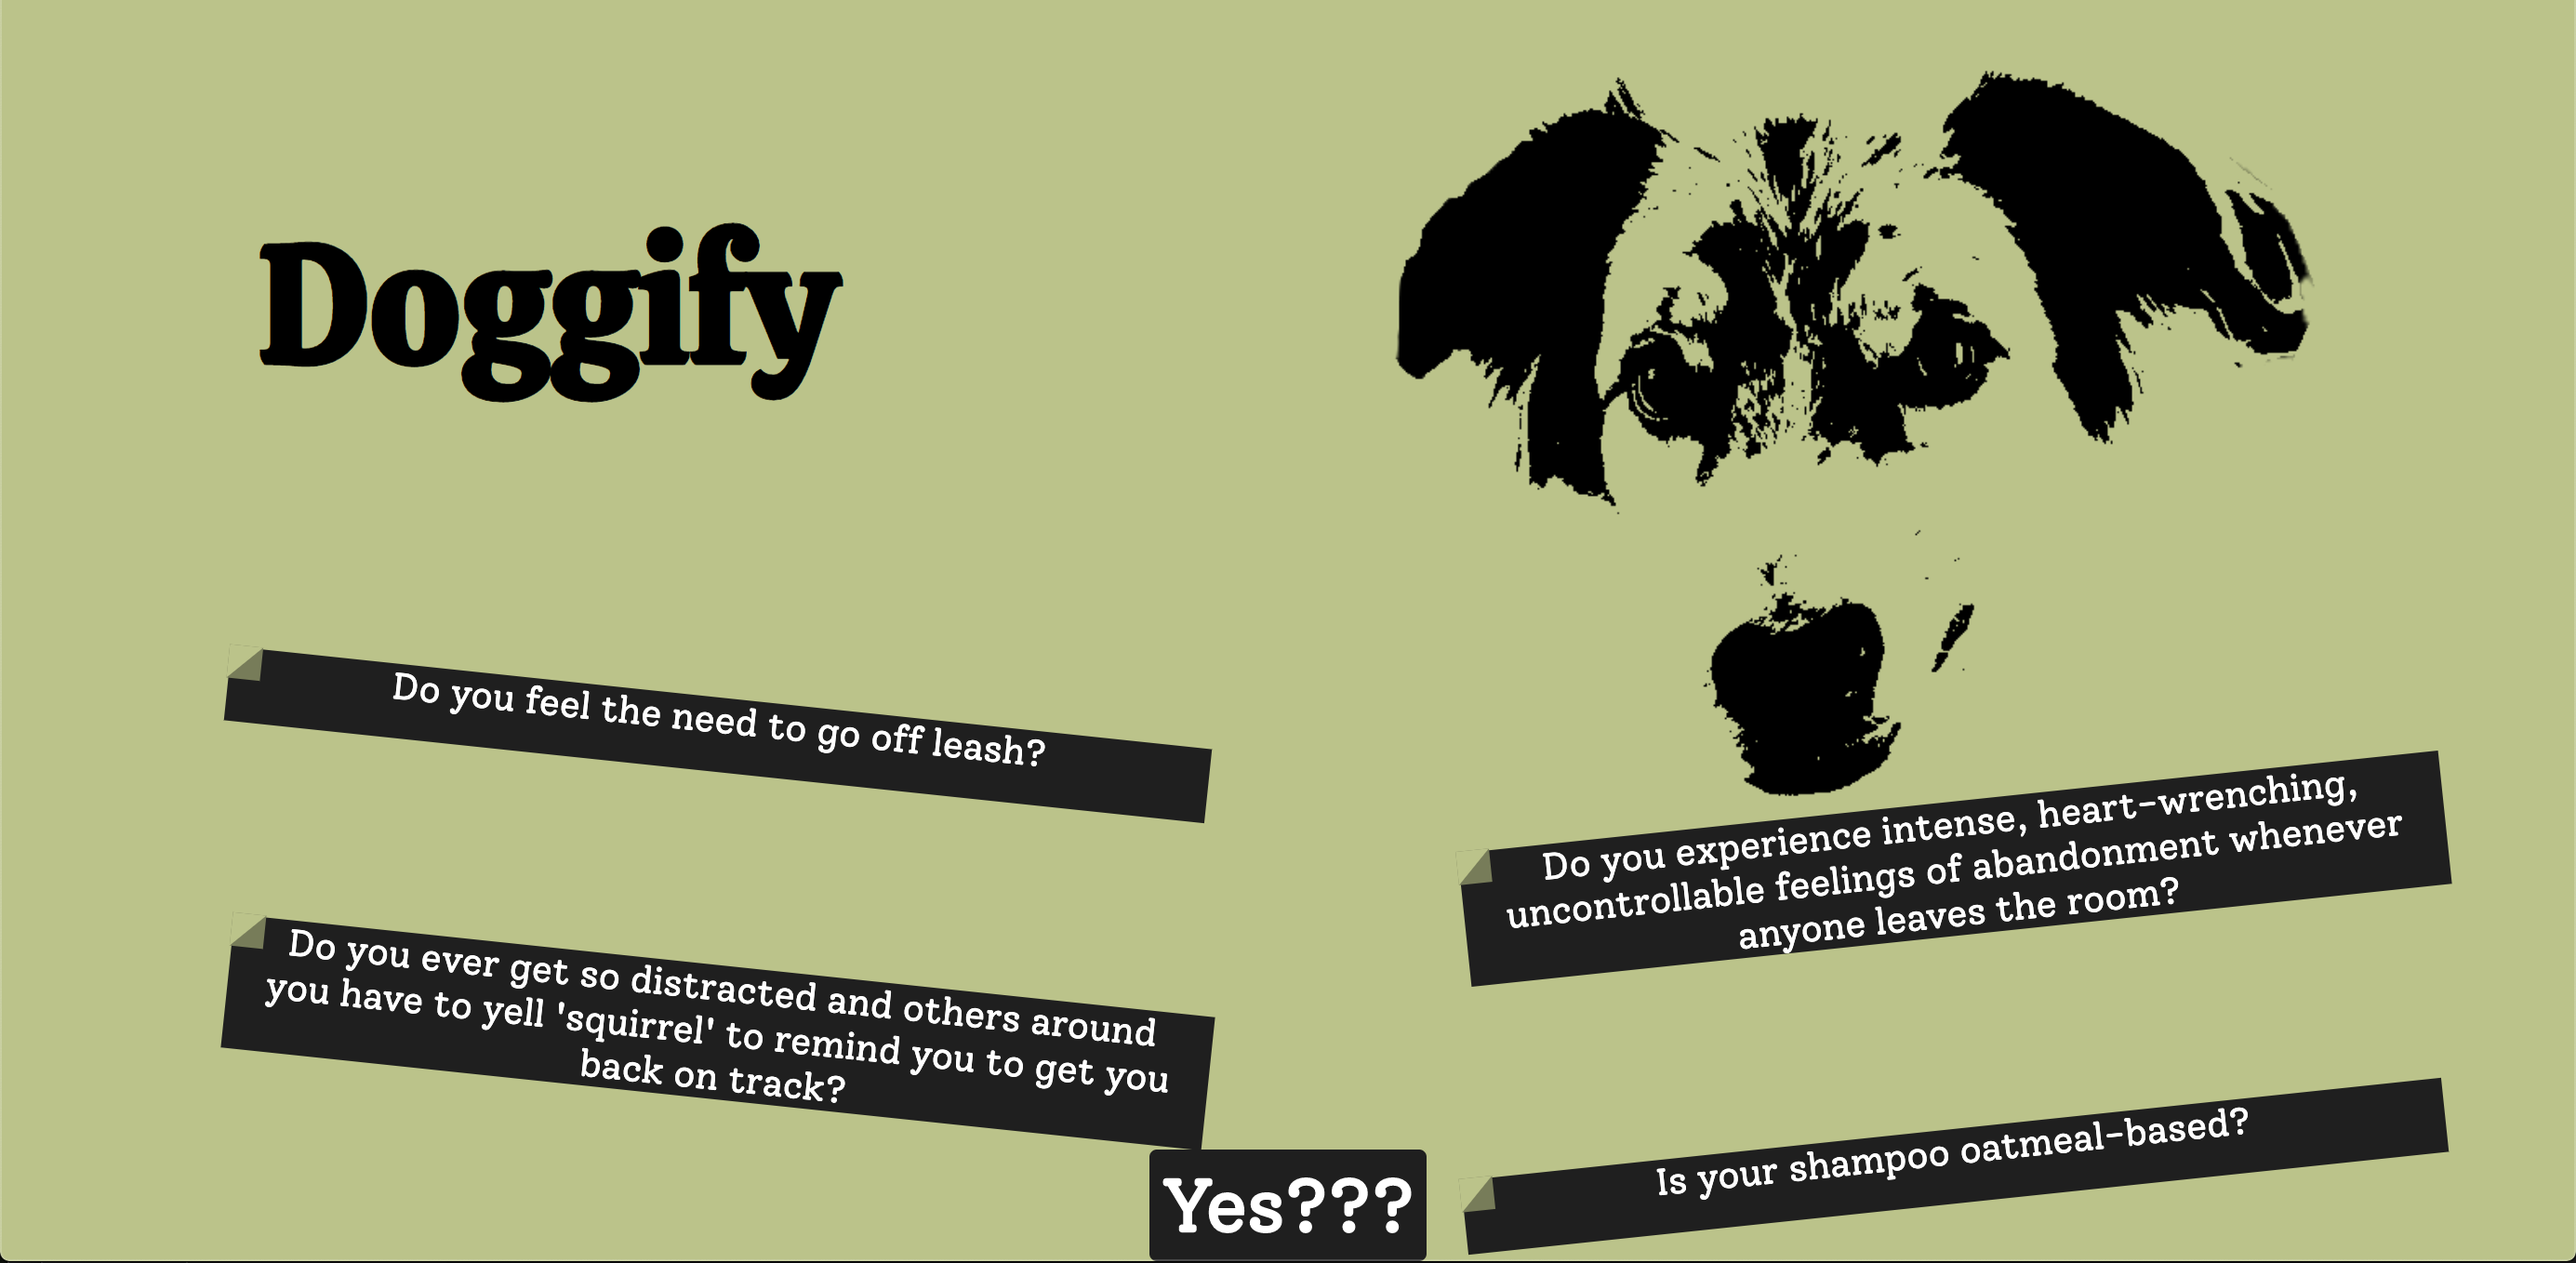 Doggify
Do you feel the need to go off leash?
Do you ever get so distracted and others around
you have to yell 'squirrel' to remind you to get you
back on track?
Do you experience intense, heart-wrenching,
uncontrollable feelings of abandonment whenever
anyone leaves the room?
Is your shampoo oatmeal-based?
Yes???